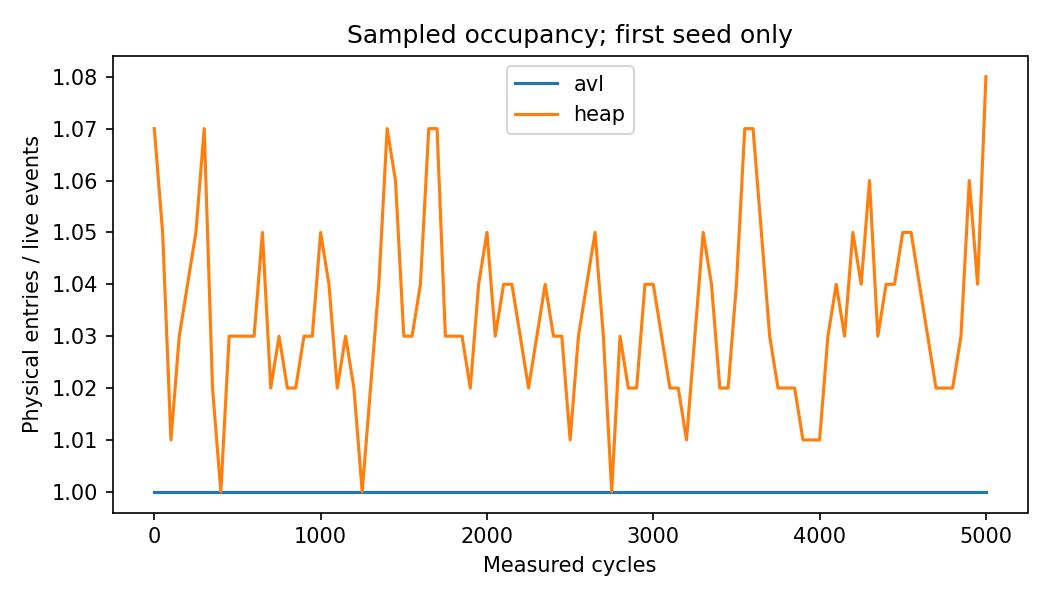 Sampled occupancy; first seed only
avl
heap
Physical entries / live events
1.08
1.07
1.06
1.05
1.04
1.03
1.02
1.01
1.00
0 1000 2000 3000 4000 5000
Measured cycles